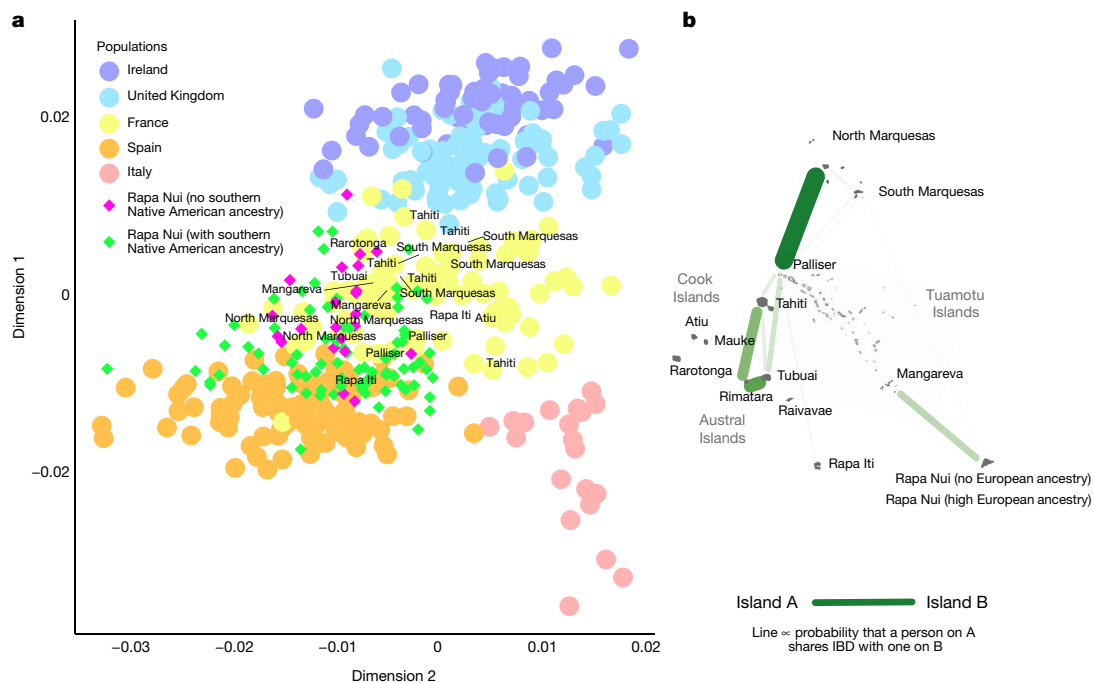 a
Populations
Ireland
United Kingdom
France
Spain
Italy
Rapa Nui (no southern
Native American ancestry)
Rapa Nui (with southern
Native American ancestry)
Dimension 1
0.02
0
−0.02
Tahiti
Tahiti
South Marquesas
Rarotonga
South Marquesas
Tahiti
South Marquesas
Tubuai
Tahiti
Mangareva
South Marquesas
Mangareva
North Marquesas
North Marquesas
Rapa Iti
Atiu
North Marquesas
Palliser
Palliser
Tahiti
Rapa Iti
−0.03
−0.02
−0.01
0
0.01
0.02
Dimension 2
b
North Marquesas
South Marquesas
Palliser
Cook
Islands
Tahiti
Tuamotu
Islands
Atiu
Mauke
Rarotonga
Tubuai
Mangareva
Rimatara
Raivavae
Austral
Islands
Rapa Iti
Rapa Nui (no European ancestry)
Rapa Nui (high European ancestry)
Island A
Island B
Line ∝ probability that a person on A
shares IBD with one on B